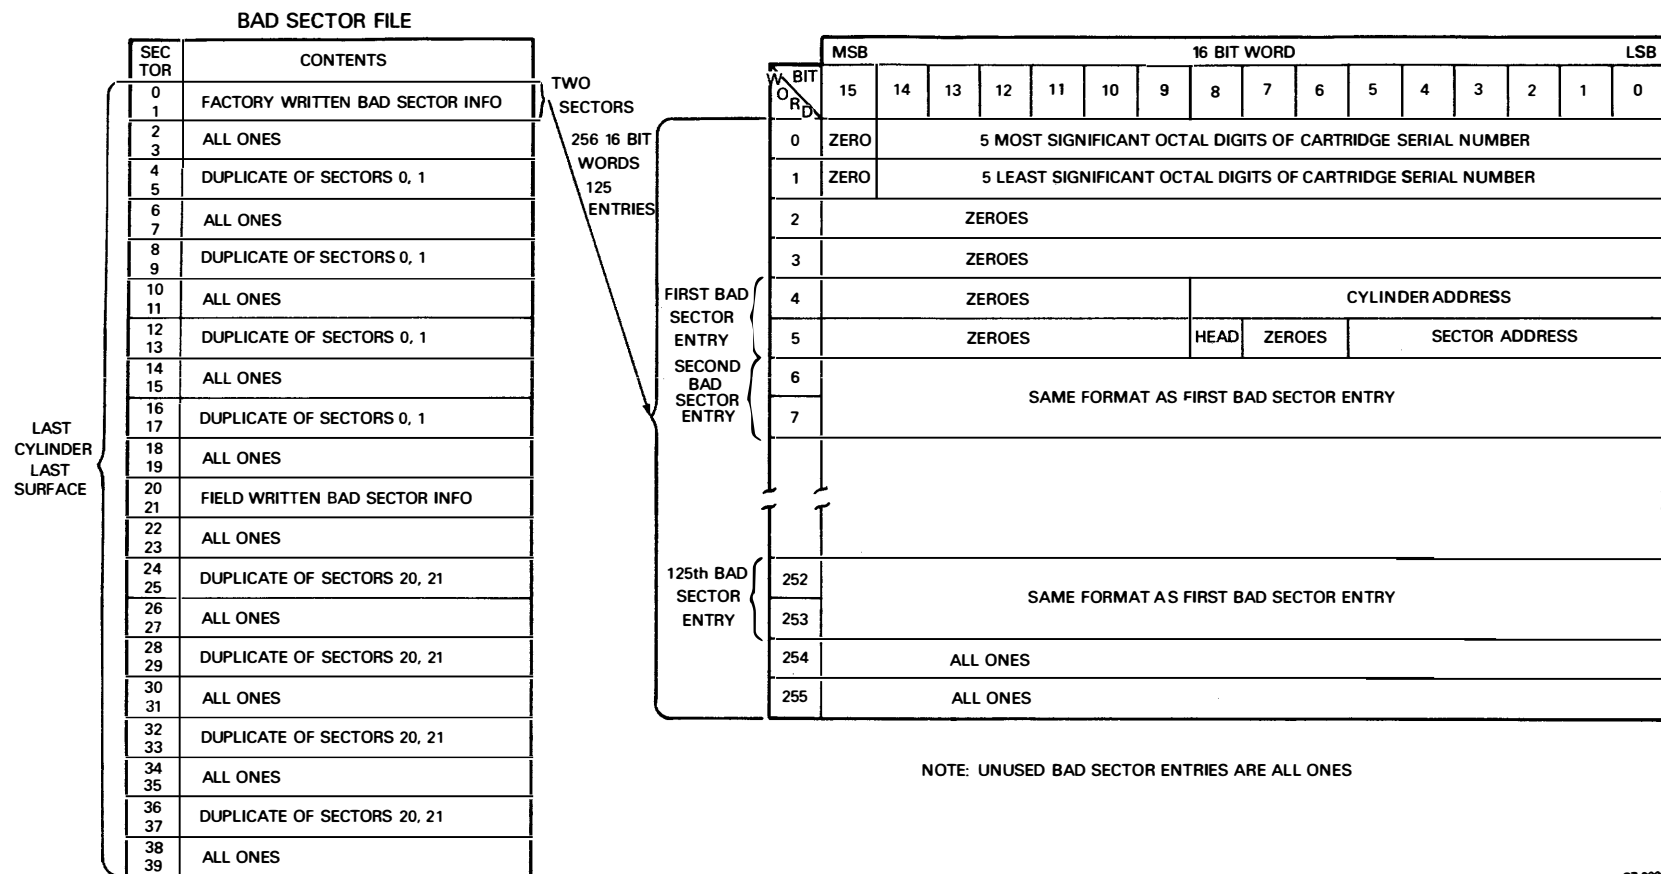 BAD SECTOR FILE
SEC TOR CONTENTS
0 1 FACTORY WRITTEN BAD SECTOR INFO
2 3 ALL ONES
4 5 DUPLICATE OF SECTORS 0, 1
6 7 ALL ONES
8 9 DUPLICATE OF SECTORS 0, 1
10 11 ALL ONES
12 13 DUPLICATE OF SECTORS 0, 1
14 15 ALL ONES
16 17 DUPLICATE OF SECTORS 0, 1
18 19 ALL ONES
20 21 FIELD WRITTEN BAD SECTOR INFO
22 23 ALL ONES
24 25 DUPLICATE OF SECTORS 20, 21
26 27 ALL ONES
28 29 DUPLICATE OF SECTORS 20, 21
30 31 ALL ONES
32 33 DUPLICATE OF SECTORS 20, 21
34 35 ALL ONES
36 37 DUPLICATE OF SECTORS 20, 21
38 39 ALL ONES
LAST
CYLINDER
LAST
SURFACE
TWO
SECTORS
256 16 BIT
WORDS
125
ENTRIES
MSB 16 BIT WORD LSB
WORD BIT 15 14 13 12 11 10 9 8 7 6 5 4 3 2 1 0
0 ZERO 5 MOST SIGNIFICANT OCTAL DIGITS OF CARTRIDGE SERIAL NUMBER
1 ZERO 5 LEAST SIGNIFICANT OCTAL DIGITS OF CARTRIDGE SERIAL NUMBER
2 ZEROES
3 ZEROES
FIRST BAD
SECTOR
ENTRY
4 ZEROES CYLINDER ADDRESS
5 ZEROES HEAD ZEROES SECTOR ADDRESS
SECOND
BAD
SECTOR
ENTRY
6 7 SAME FORMAT AS FIRST BAD SECTOR ENTRY
125th BAD
SECTOR
ENTRY
252 253 SAME FORMAT AS FIRST BAD SECTOR ENTRY
254 ALL ONES
255 ALL ONES
NOTE: UNUSED BAD SECTOR ENTRIES ARE ALL ONES